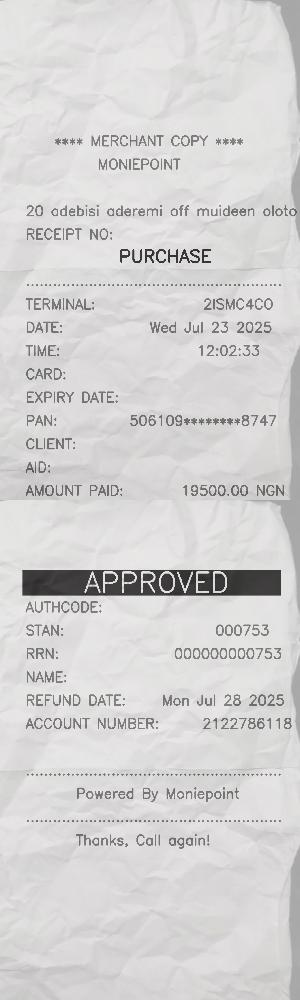 **** MERCHANT COPY ****
MONIEPOINT
20 adebisi aderemi off muideen oloto
RECEIPT NO:
PURCHASE
TERMINAL: 2ISMC4CO
DATE: Wed Jul 23 2025
TIME: 12:02:33
CARD:
EXPIRY DATE:
PAN: 506109********8747
CLIENT:
AID:
AMOUNT PAID: 19500.00 NGN
APPROVED
AUTHCODE:
STAN: 000753
RRN: 000000000753
NAME:
REFUND DATE: Mon Jul 28 2025
ACCOUNT NUMBER: 2122786118
Powered By Moniepoint
Thanks, Call again!